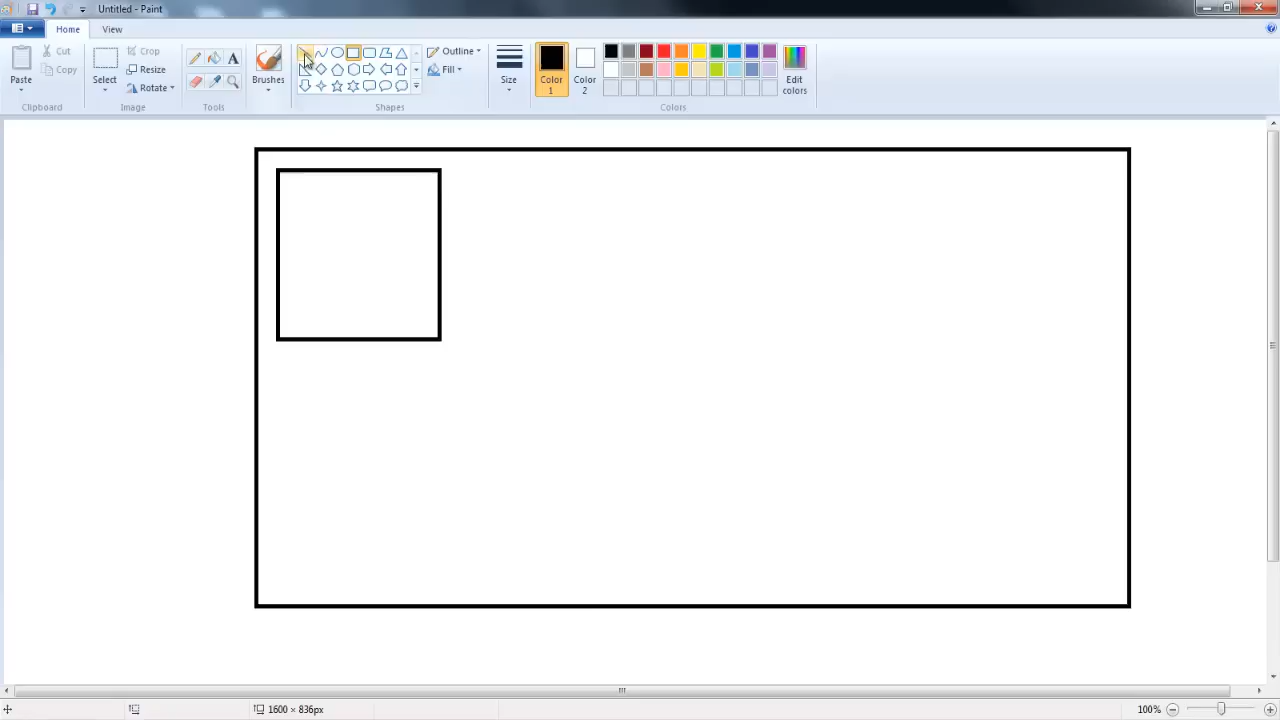 Untitled - Paint
Home View
Paste
Cut
Copy
Clipboard
Select
Crop
Resize
Rotate
Image
A
Tools
Brushes
Shapes
Outline
Fill
Size
Color 1
Color 2
Edit colors
Colors
1600 × 836px
100%